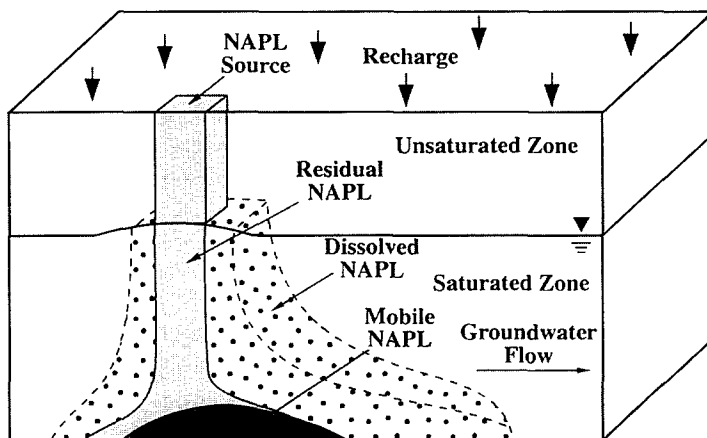 NAPL
Source
Recharge
Unsaturated Zone
Residual
NAPL
Dissolved
NAPL
Saturated Zone
Mobile
NAPL
Groundwater
Flow